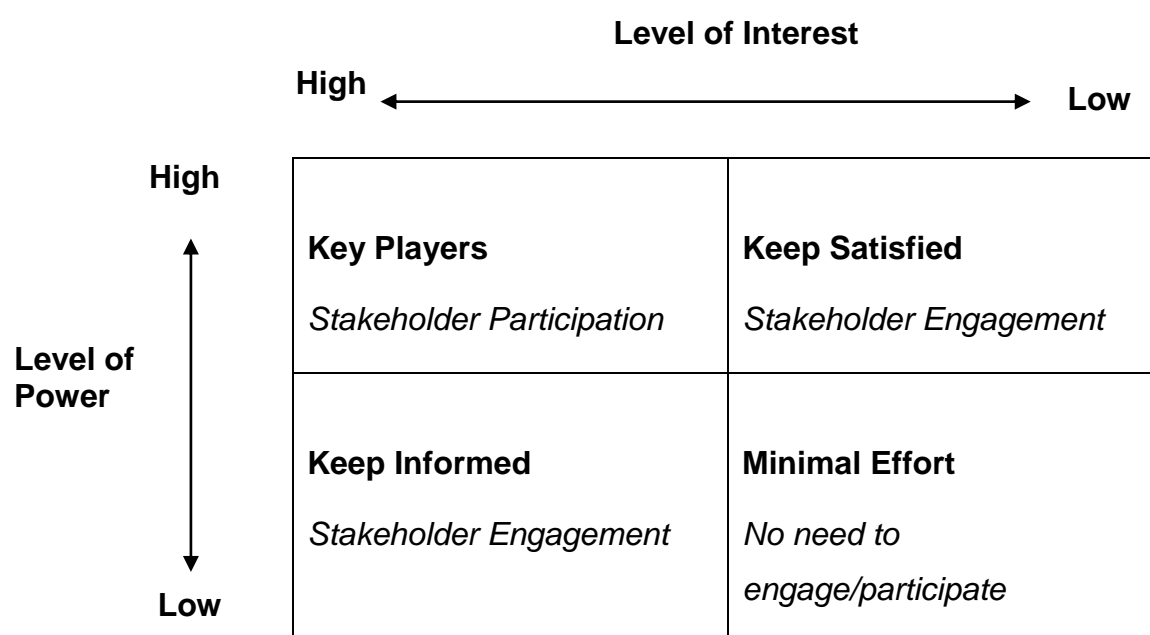 Level of Interest
High
Low
High
Key Players
Keep Satisfied
Stakeholder Participation
Stakeholder Engagement
Level of
Power
Keep Informed
Minimal Effort
Stakeholder Engagement
No need to
engage/participate
Low